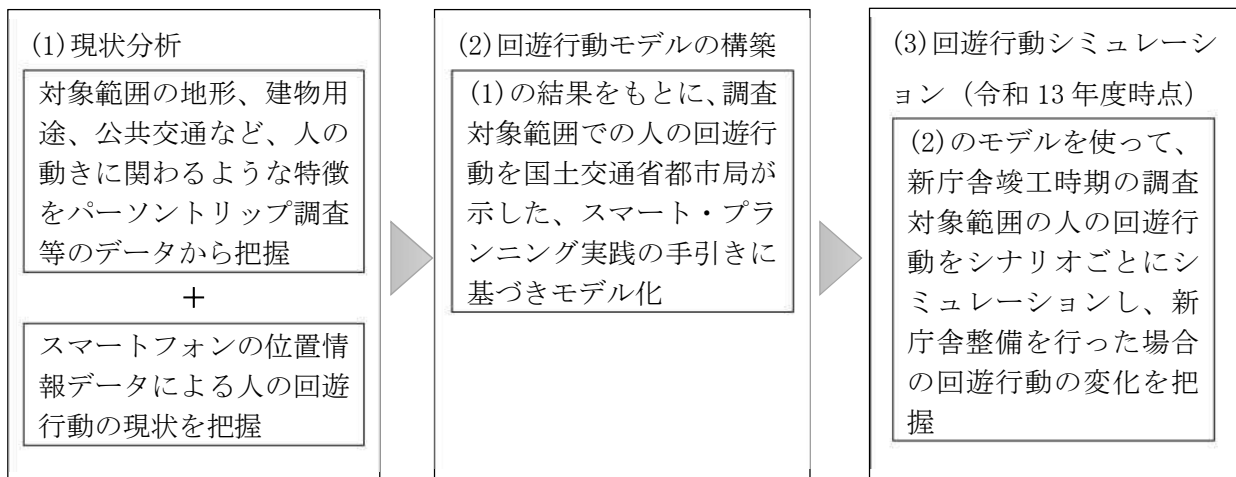 (1)現状分析
対象範囲の地形、建物用
途、公共交通など、人の
動きに関わるような特徴
をパーソントリップ調査
等のデータから把握
+
スマートフォンの位置情
報データによる人の回遊
行動の現状を把握
(2)回遊行動モデルの構築
(1)の結果をもとに、調査
対象範囲での人の回遊行
動を国土交通省都市局が
示した、スマート・プラ
ンニング実践の手引きに
基づきモデル化
(3)回遊行動シミュレーシ
ョン（令和 13 年度時点）
(2)のモデルを使って、
新庁舎竣工時期の調査
対象範囲の人の回遊行
動をシナリオごとにシ
ミュレーションし、新
庁舎整備を行った場合
の回遊行動の変化を把
握